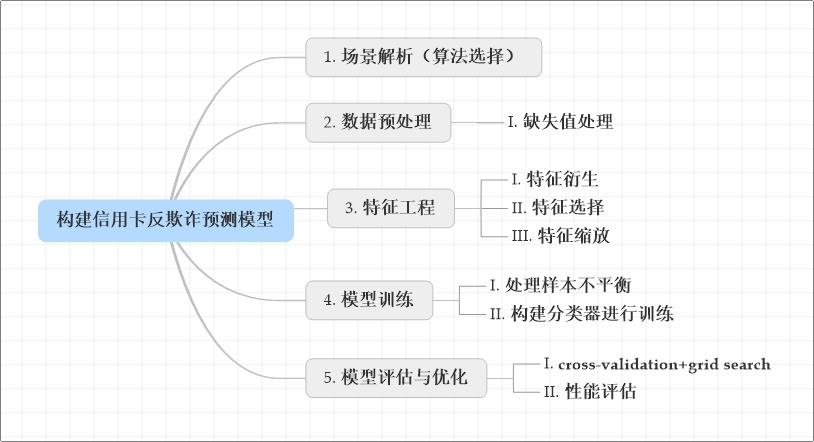 构建信用卡反欺诈预测模型
1. 场景解析（算法选择）
2. 数据预处理
I. 缺失值处理
3. 特征工程
I. 特征衍生
II. 特征选择
III. 特征缩放
4. 模型训练
I. 处理样本不平衡
II. 构建分类器进行训练
5. 模型评估与优化
I. cross-validation+grid search
II. 性能评估